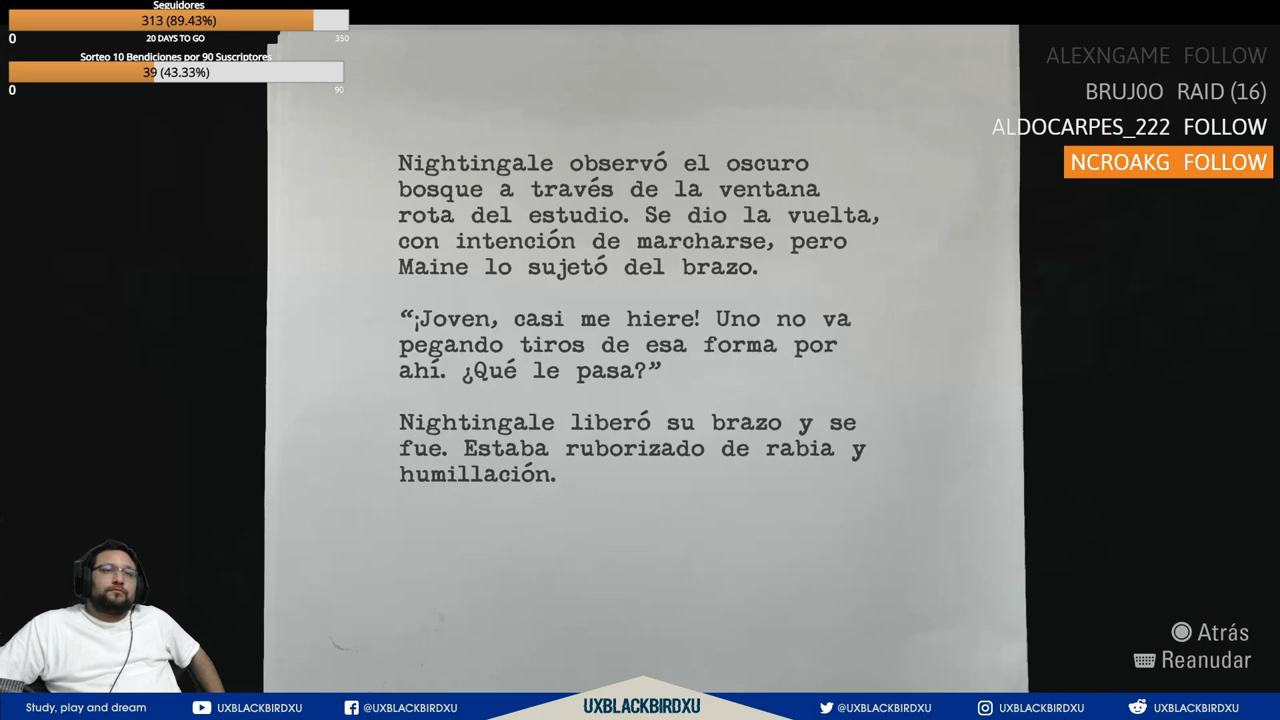 Seguidores
313 (89.43%)
0
20 DAYS TO GO
350
Sorteo 10 Bendiciones por 90 Suscriptores
39 (43.33%)
0
90
ALEXNGAME FOLLOW
BRUJ0O RAID (16)
ALDOCARPES_222 FOLLOW
NCROAKG FOLLOW
Nightingale observó el oscuro
bosque a través de la ventana
rota del estudio. Se dio la vuelta,
con intención de marcharse, pero
Maine lo sujetó del brazo.
“¡Joven, casi me hiere! Uno no va
pegando tiros de esa forma por
ahí. ¿Qué le pasa?”
Nightingale liberó su brazo y se
fue. Estaba ruborizado de rabia y
humillación.
Atrás
Reanudar
Study, play and dream
UXBLACKBIRDXU
@UXBLACKBIRDXU
UXBLACKBIRDXU
@UXBLACKBIRDXU
UXBLACKBIRDXU
UXBLACKBIRDXU